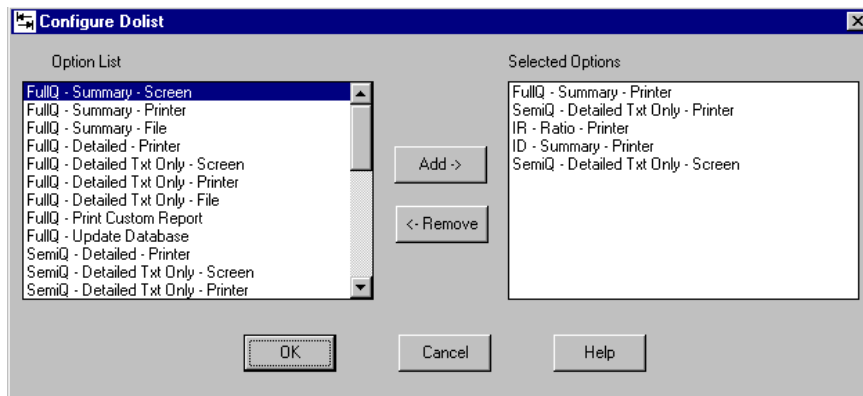 Configure Dolist
Option List
FullQ - Summary - Screen
FullQ - Summary - Printer
FullQ - Summary - File
FullQ - Detailed - Printer
FullQ - Detailed Txt Only - Screen
FullQ - Detailed Txt Only - Printer
FullQ - Detailed Txt Only - File
FullQ - Print Custom Report
FullQ - Update Database
SemiQ - Detailed - Printer
SemiQ - Detailed Txt Only - Screen
SemiQ - Detailed Txt Only - Printer
Add ->
<- Remove
Selected Options
FullQ - Summary - Printer
SemiQ - Detailed Txt Only - Printer
IR - Ratio - Printer
ID - Summary - Printer
SemiQ - Detailed Txt Only - Screen
OK
Cancel
Help